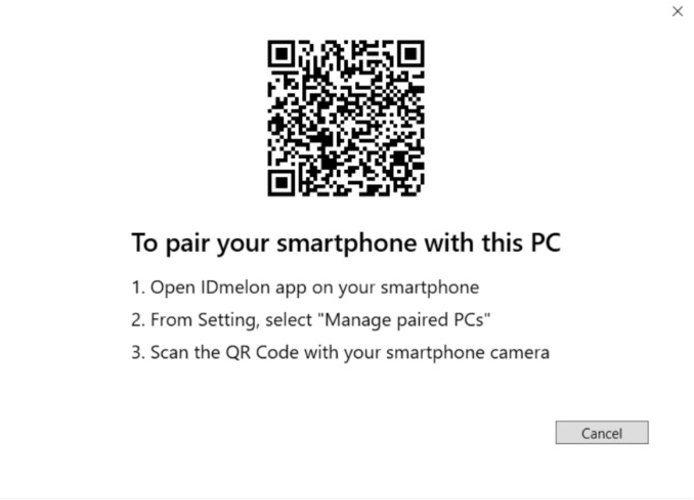 To pair your smartphone with this PC
1. Open IDmelon app on your smartphone
2. From Setting, select "Manage paired PCs"
3. Scan the QR Code with your smartphone camera
Cancel